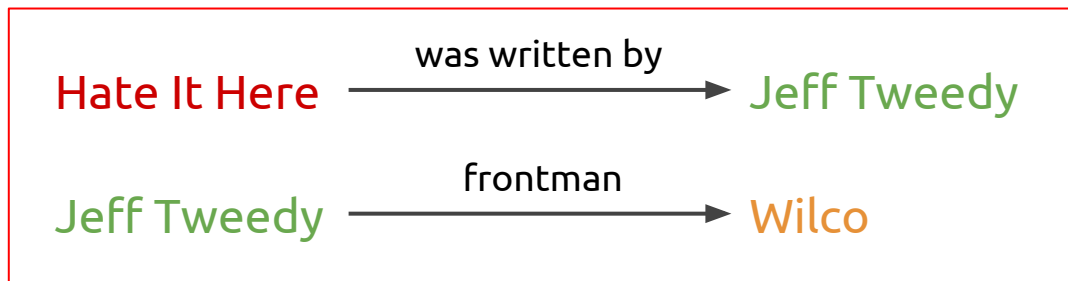 was written by
Hate It Here Jeff Tweedy
frontman
Jeff Tweedy Wilco